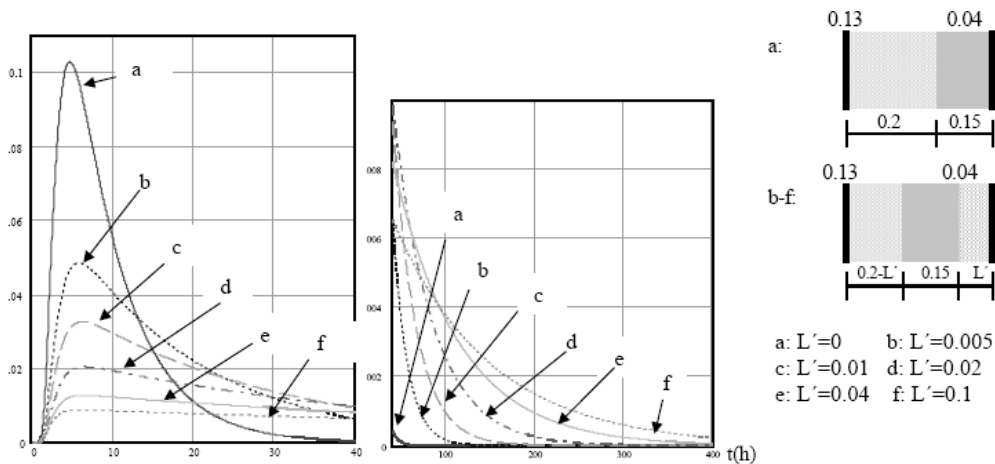 0.1
.08
.06
.04
.02
0
0
10
20
30
40
a
b
c
d
e
f
008
006
004
002
000
100
200
300
400
t(h)
a
b
c
d
e
f
a:
0.13
0.04
0.2
0.15
b-f:
0.13
0.04
0.2-L´
0.15
L´
a: L´=0 b: L´=0.005
c: L´=0.01 d: L´=0.02
e: L´=0.04 f: L´=0.1